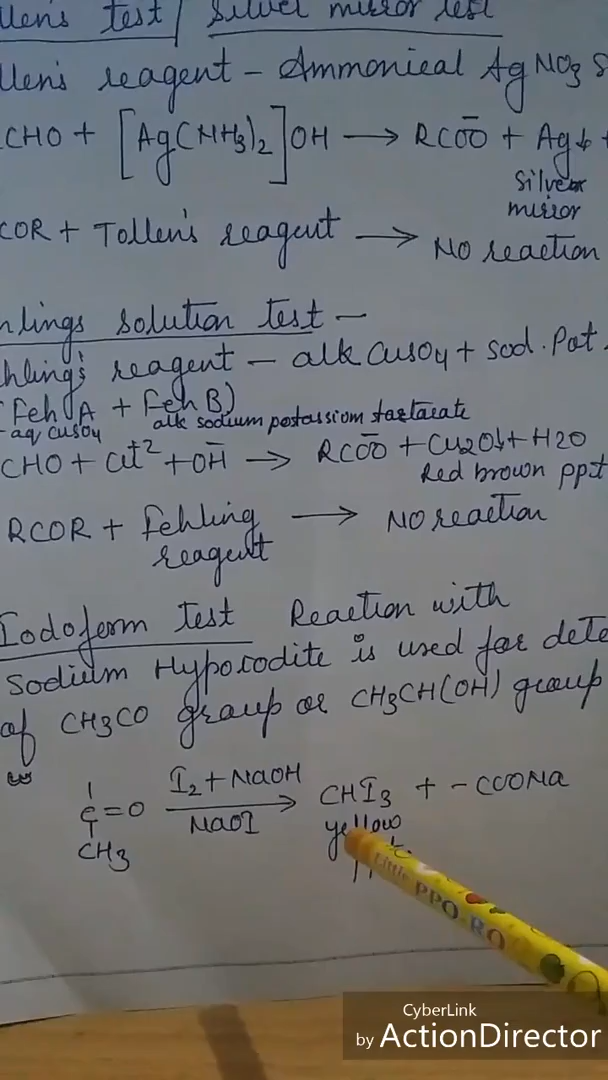 llen's test / Silver mirror test
llen's reagent - Ammonical AgNO3 S
CHO + [Ag(NH3)2]OH → RCOO̅ + Ag↓ +
Silver
mirror
COR + Tollen's reagent → No reaction
hlings solution test -
hling's reagent - alk CuSO4 + Sod. Pot.
Feh A + Feh B)
aq CuSO4 alk sodium postassiom tartarate
CHO + Cu+2 + OH̅ → RCOO̅ + Cu2O↓ + H2O
Red brown ppt
RCOR + Fehling → No reaction
reagent
Iodoform test Reaction with
Sodium Hypoiodite is used for dete
of CH3CO group or CH3CH(OH) group
C=O I2 + NaOH → CHI3 + -COONa
CH3 NaOI yellow
Little PPO-RO
CyberLink
by ActionDirector